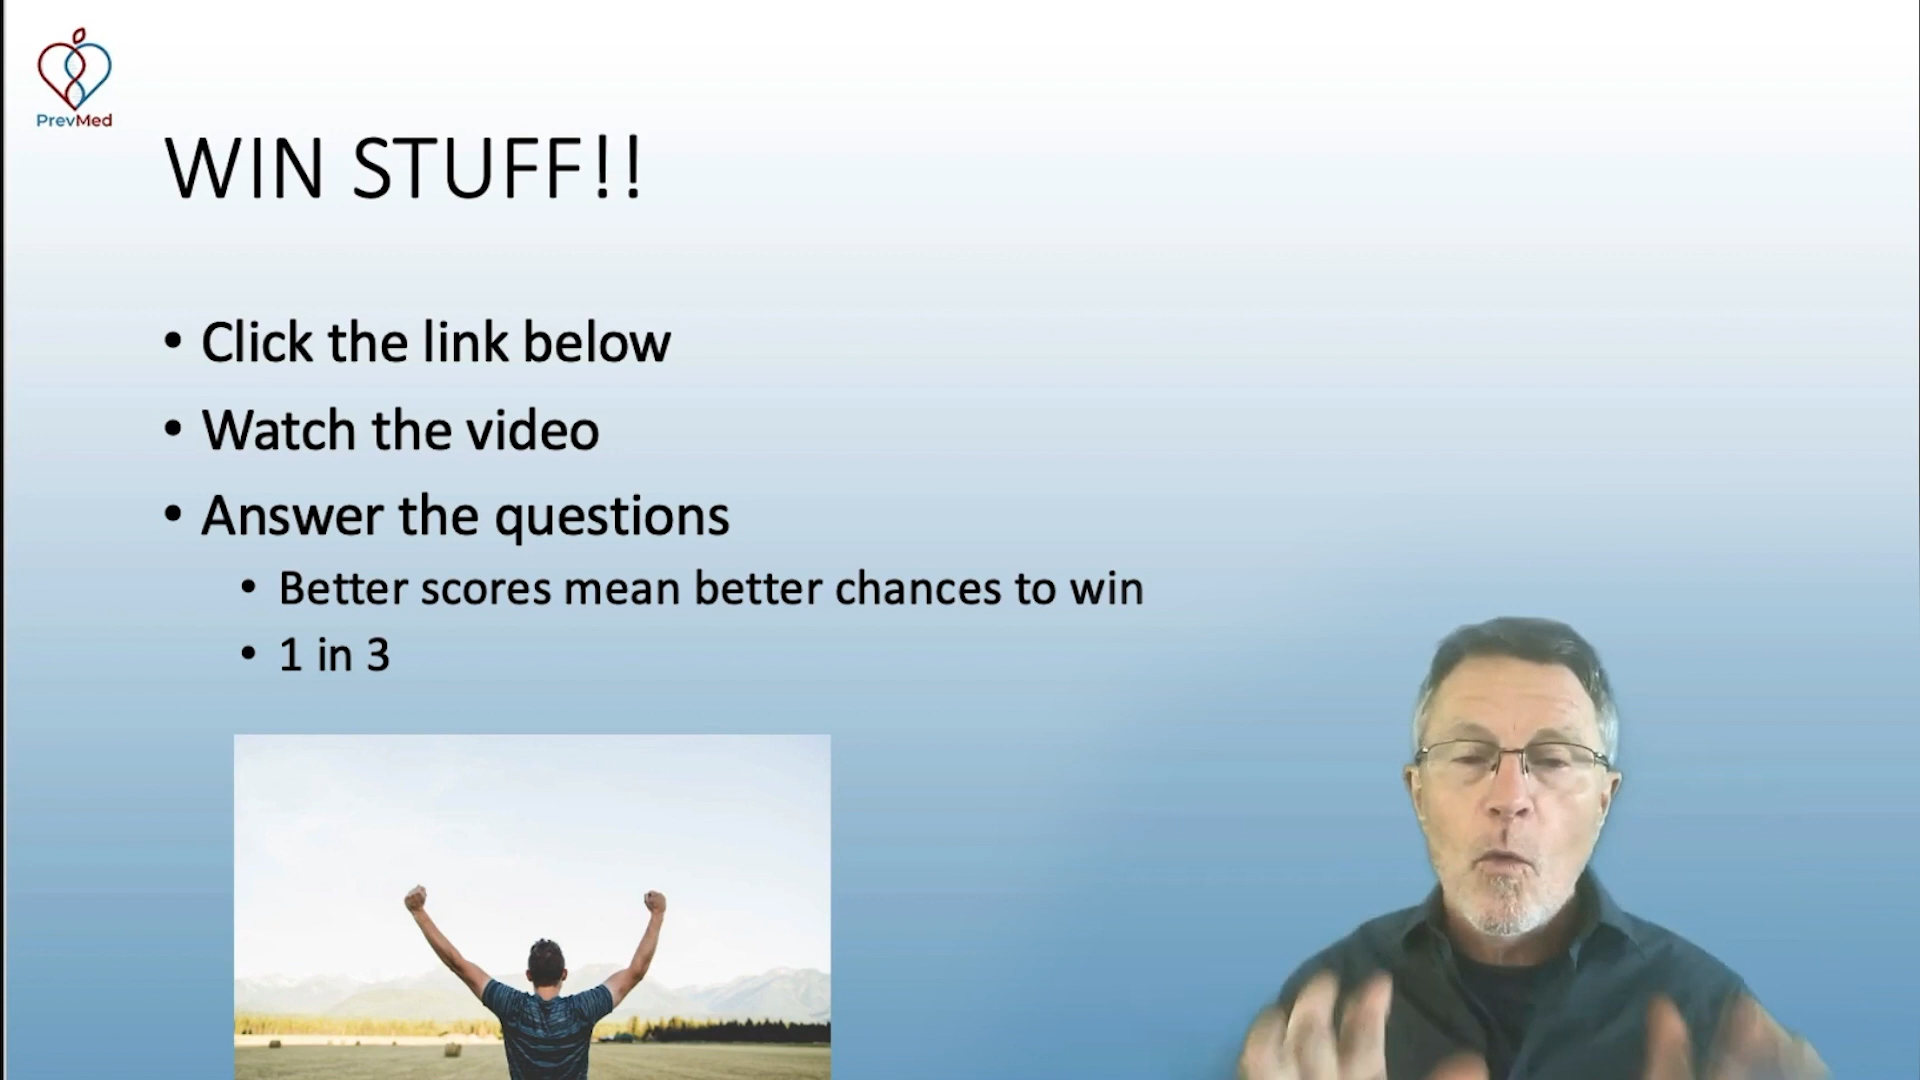 PrevMed
WIN STUFF!!
• Click the link below
• Watch the video
• Answer the questions
• Better scores mean better chances to win
• 1 in 3